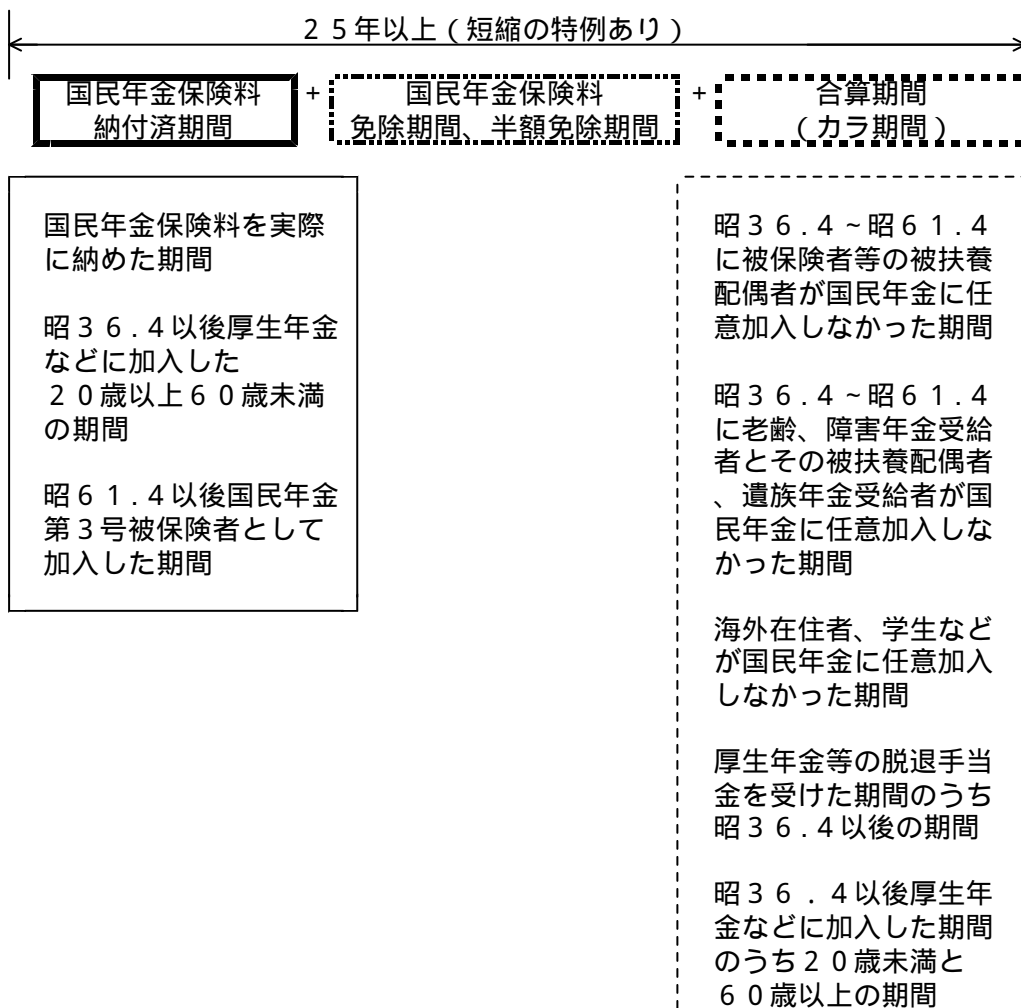 ２５年以上（短縮の特例あり）
国民年金保険料
納付済期間
+
国民年金保険料
免除期間、半額免除期間
+
合算期間
（カラ期間）
国民年金保険料を実際
に納めた期間
昭３６.４以後厚生年金
などに加入した
２０歳以上６０歳未満
の期間
昭６１.４以後国民年金
第３号被保険者として
加入した期間
昭３６.４~昭６１.４
に被保険者等の被扶養
配偶者が国民年金に任
意加入しなかった期間
昭３６.４~昭６１.４
に老齢、障害年金受給
者とその被扶養配偶者
、遺族年金受給者が国
民年金に任意加入しな
かった期間
海外在住者、学生など
が国民年金に任意加入
しなかった期間
厚生年金等の脱退手当
金を受けた期間のうち
昭３６.４以後の期間
昭３６．４以後厚生年
金などに加入した期間
のうち２０歳未満と
６０歳以上の期間